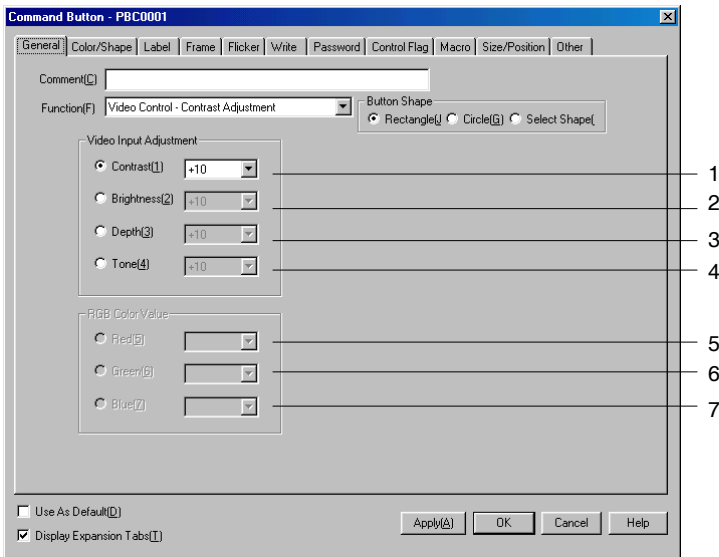 Command Button - PBC0001
General Color/Shape Label Frame Flicker Write Password Control Flag Macro Size/Position Other
Comment(C)
Function(F) Video Control - Contrast Adjustment
Button Shape
Rectangle(J Circle(G) Select Shape(
Video Input Adjustment
Contrast(1) +10 1
Brightness(2) +10 2
Depth(3) +10 3
Tone(4) +10 4
RGB Color Value
Red(5) 5
Green(6) 6
Blue(7) 7
Use As Default(D)
Display Expansion Tabs(T)
Apply(A) OK Cancel Help